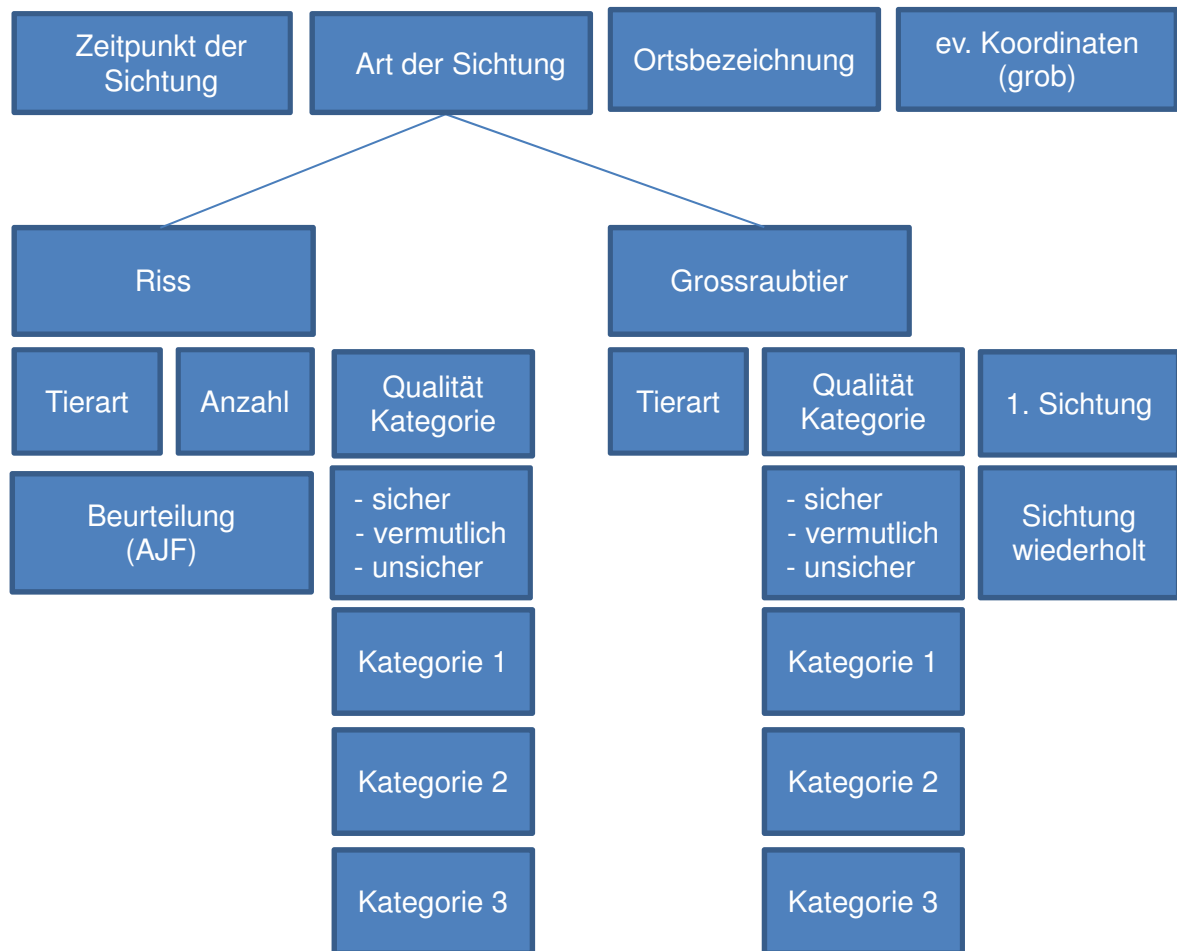 Zeitpunkt der
Sichtung
Art der Sichtung
Ortsbezeichnung
ev. Koordinaten
(grob)
Riss
Grossraubtier
Tierart
Anzahl
Qualität
Kategorie
Tierart
Qualität
Kategorie
1. Sichtung
Beurteilung
(AJF)
- sicher
- vermutlich
- unsicher
- sicher
- vermutlich
- unsicher
Sichtung
wiederholt
Kategorie 1
Kategorie 1
Kategorie 2
Kategorie 2
Kategorie 3
Kategorie 3